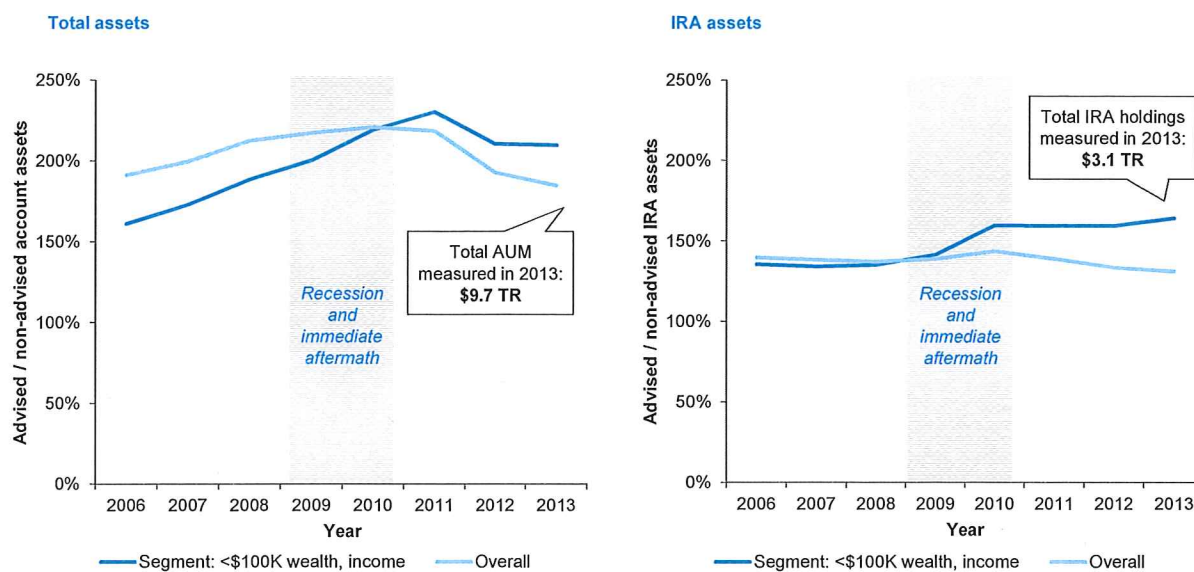 Total assets
250%
200%
150%
100%
50%
0%
Advised / non-advised account assets
Recession
and
immediate
aftermath
Total AUM
measured in 2013:
$9.7 TR
2006 2007 2008 2009 2010 2011 2012 2013
Year
Segment: <$100K wealth, income Overall
IRA assets
250%
200%
150%
100%
50%
0%
Advised / non-advised IRA assets
Recession
and
immediate
aftermath
Total IRA holdings
measured in 2013:
$3.1 TR
2006 2007 2008 2009 2010 2011 2012 2013
Year
Segment: <$100K wealth, income Overall